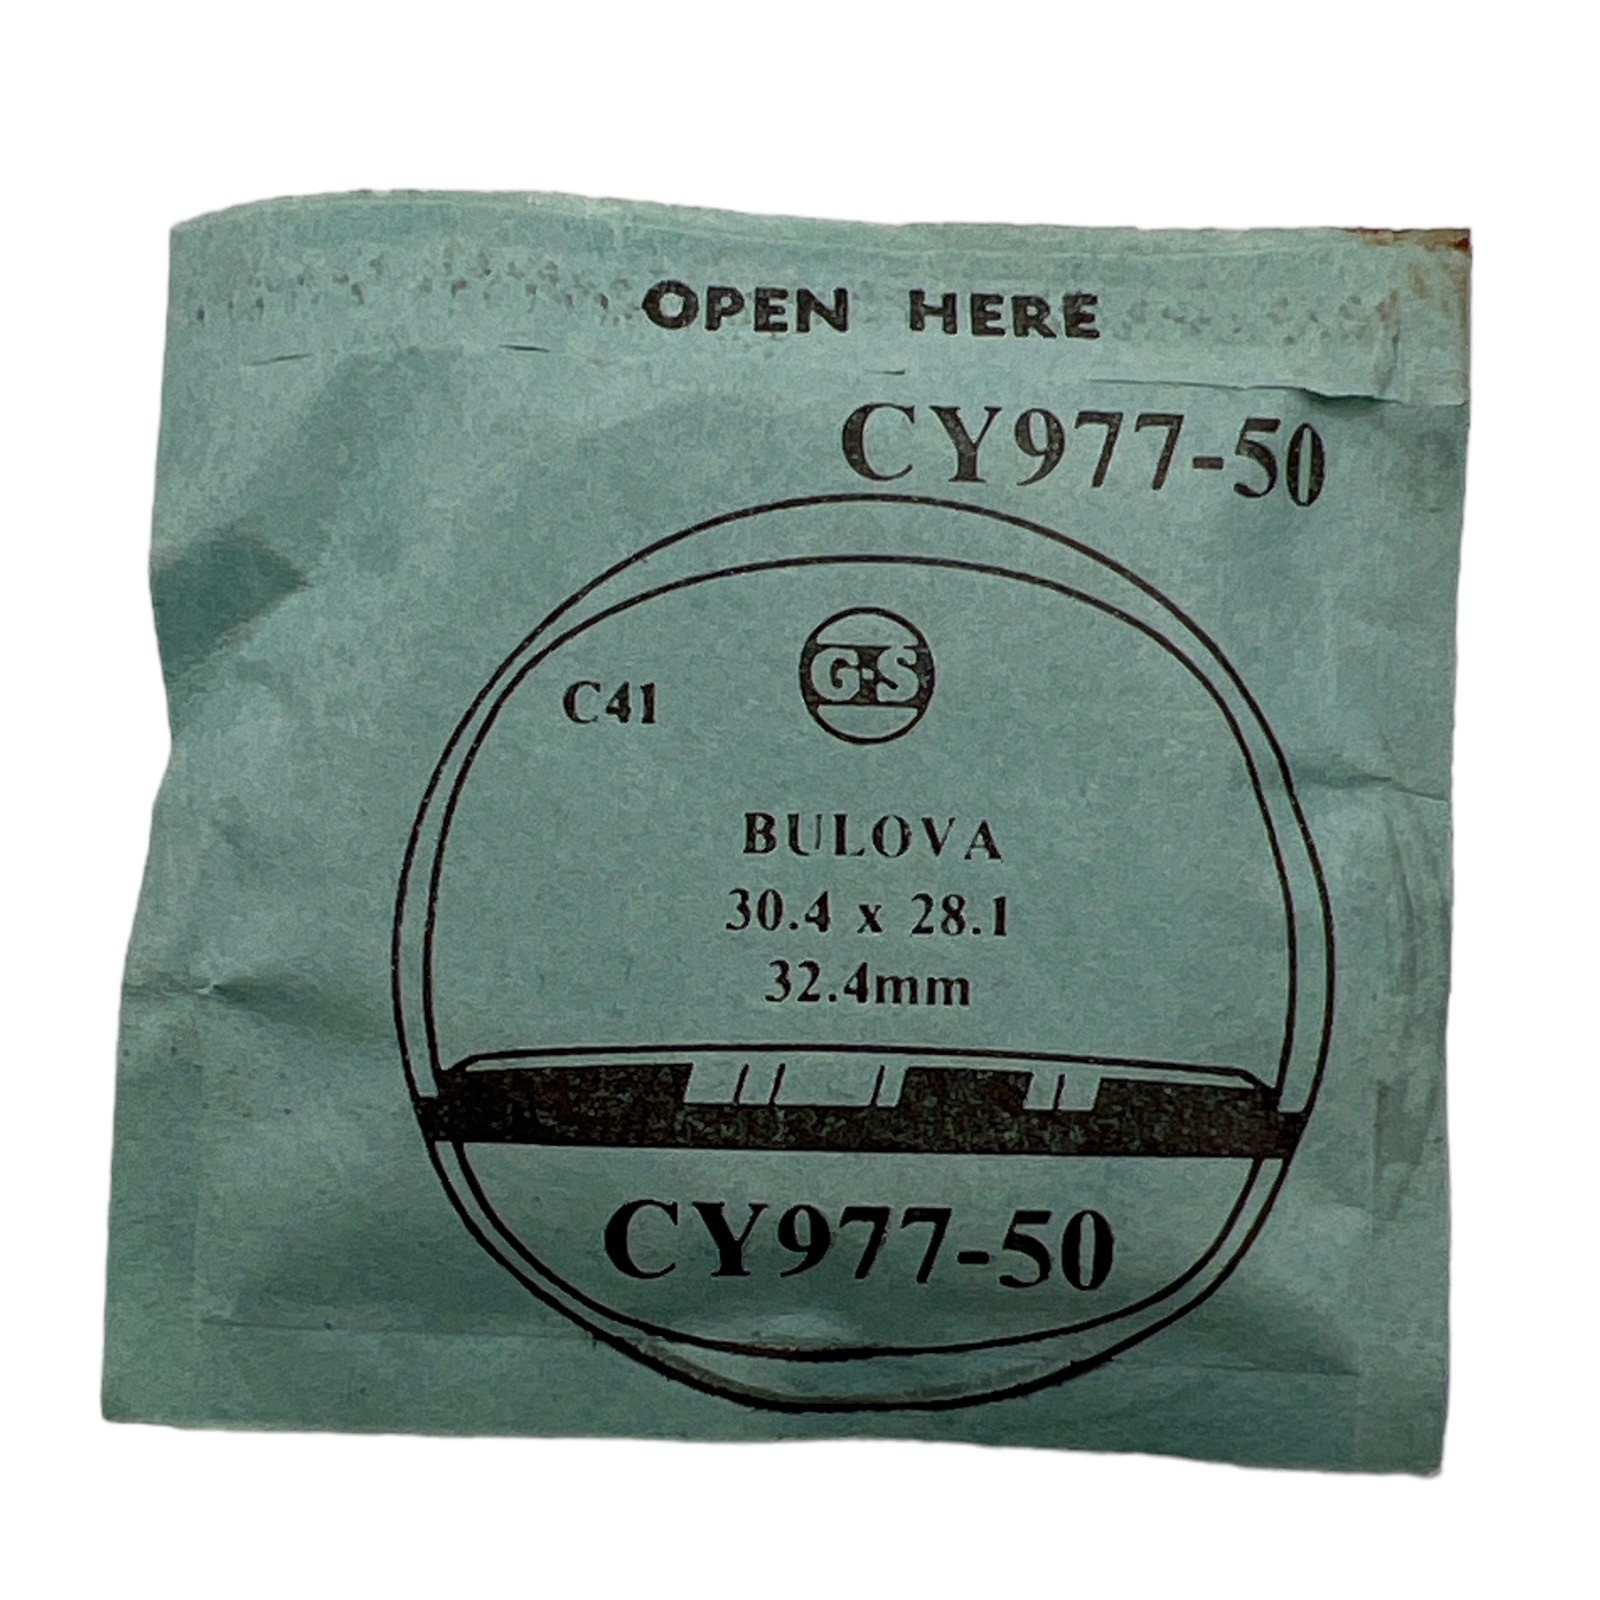 OPEN HERE
CY977-50
G-S
C41
BULOVA
30.4 x 28.1
32.4mm
CY977-50